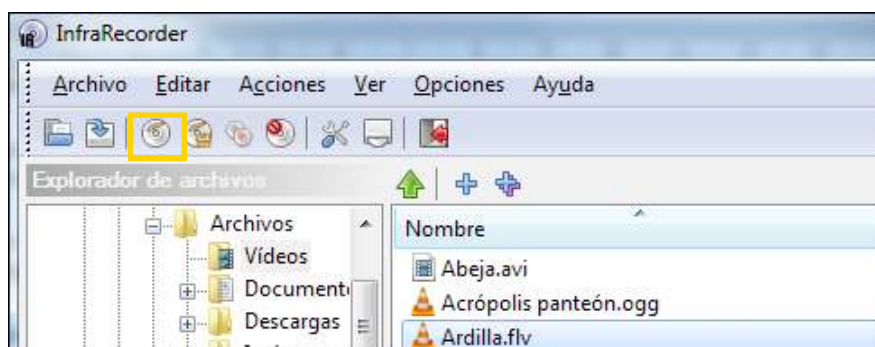 InfraRecorder
Archivo Editar Acciones Ver Opciones Ayuda
Explorador de archivos
Archivos
Vídeos
Document
Descargas
Nombre
Abeja.avi
Acrópolis panteón.ogg
Ardilla.flv